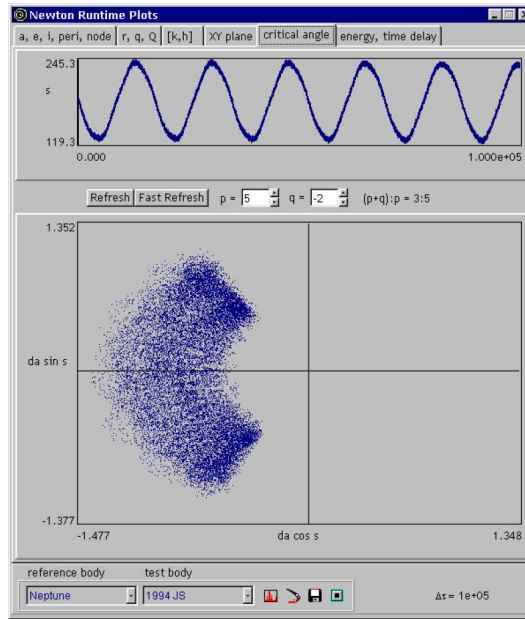 Newton Runtime Plots
a, e, i, peri, node r, q, Q [k,h] XY plane critical angle energy, time delay
245.3
s
119.3
0.000 1.000e+05
Refresh Fast Refresh p = 5 q = -2 (p+q):p = 3:5
1.352
da sin s
-1.377
-1.477 da cos s 1.348
reference body test body
Neptune 1994 JS Δτ = 1e+05